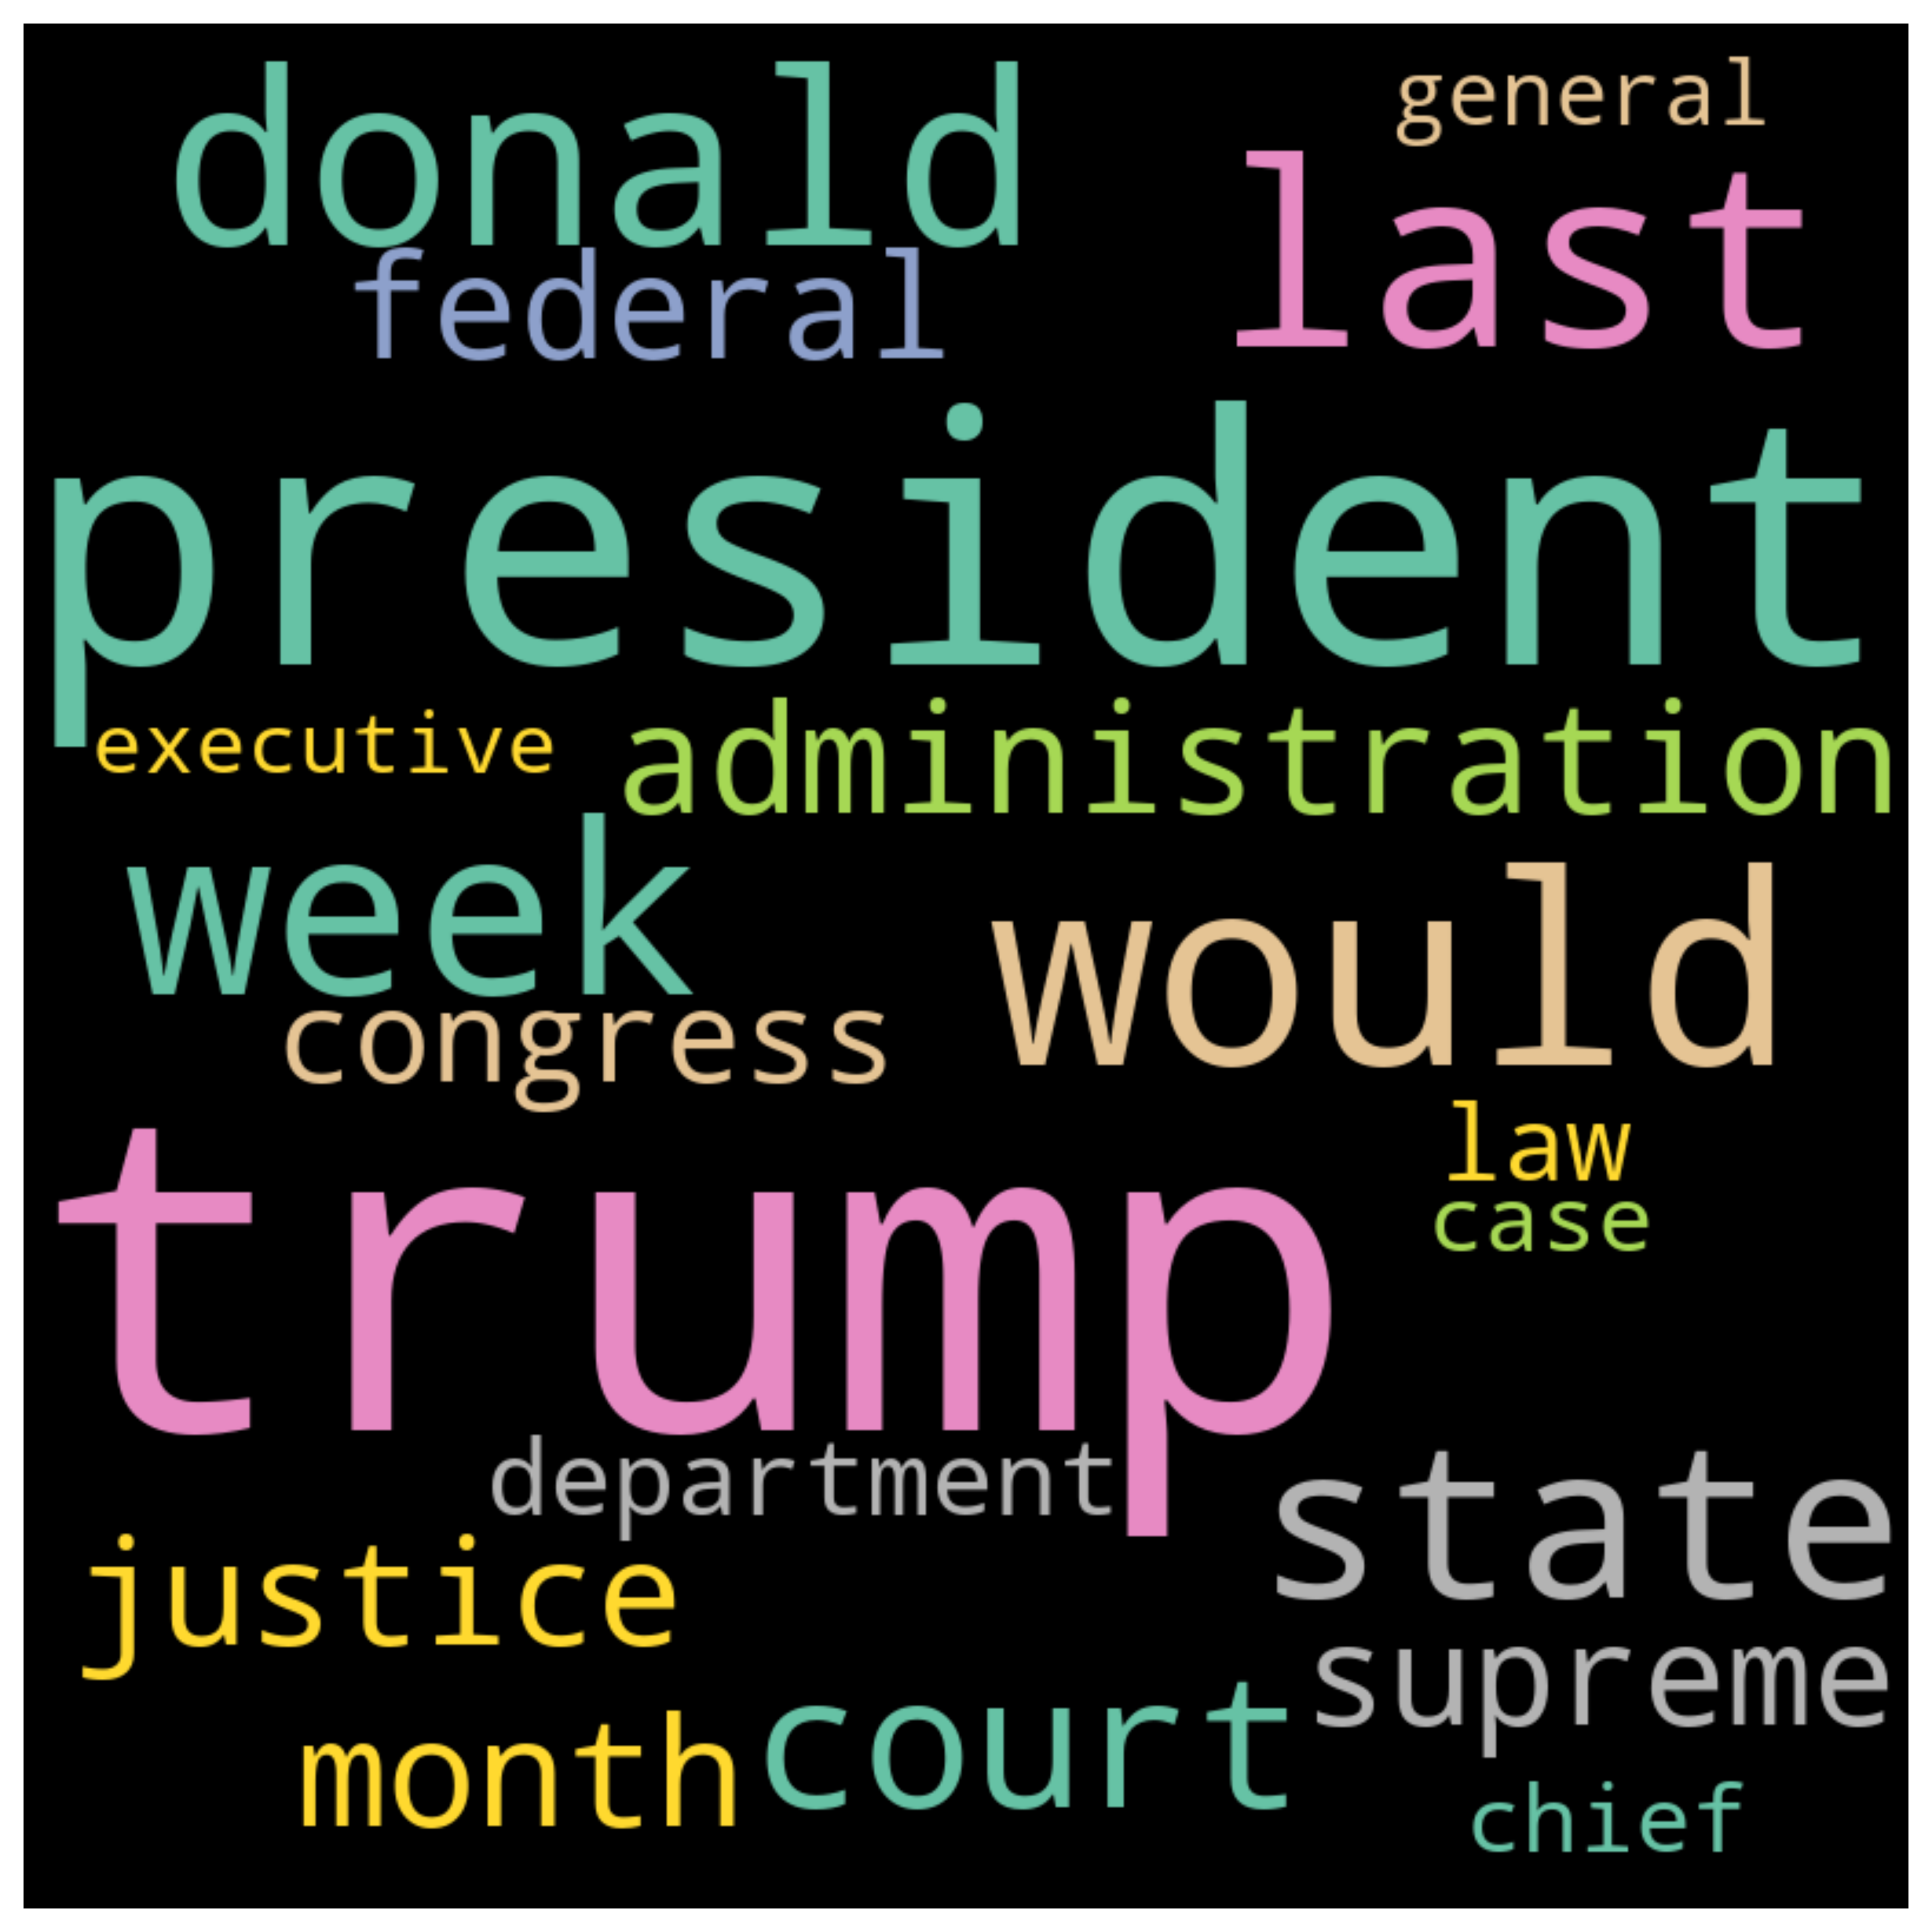 donald
general
last
federal
president
executive
administration
week
would
congress
law
trump
case
department
state
justice
supreme
month
court
chief